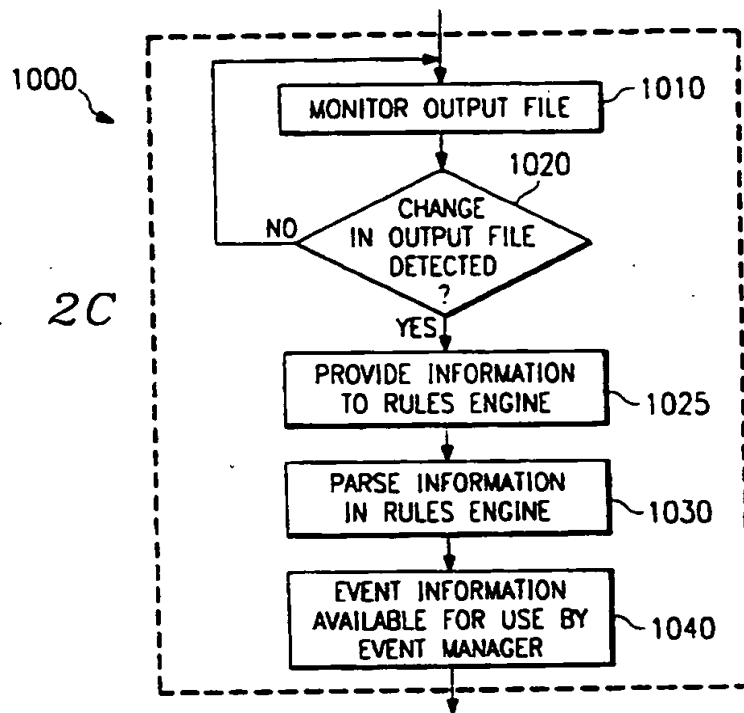 1000
MONITOR OUTPUT FILE
1010
1020
CHANGE
IN OUTPUT FILE
DETECTED
?
NO
2C
YES
PROVIDE INFORMATION
TO RULES ENGINE
1025
PARSE INFORMATION
IN RULES ENGINE
1030
EVENT INFORMATION
AVAILABLE FOR USE BY
EVENT MANAGER
1040